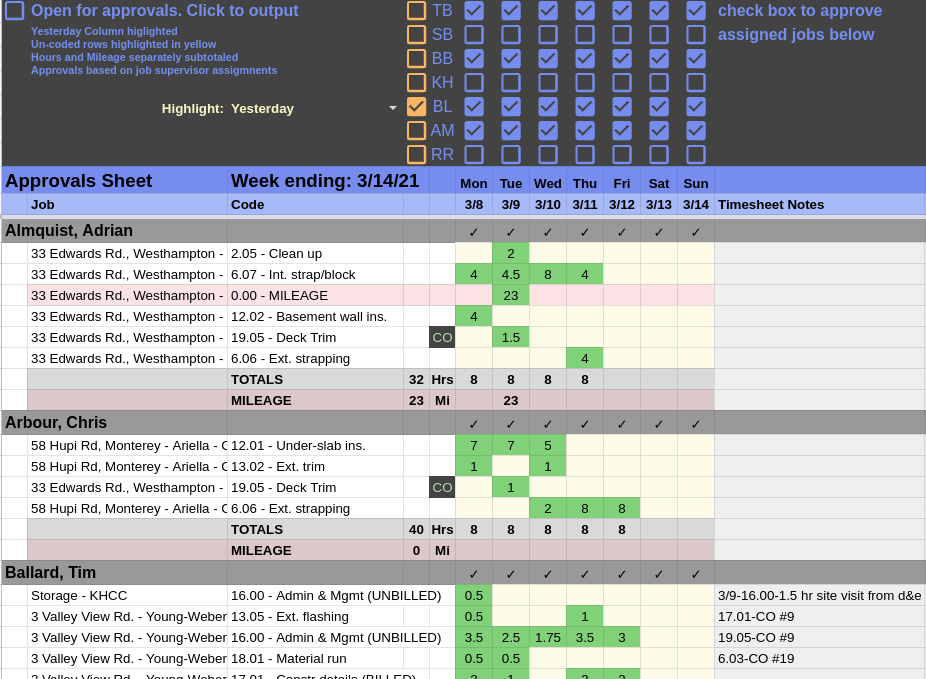 Open for approvals. Click to output TB check box to approve
Yesterday Column higlighted
SB assigned jobs below
Un-coded rows highlighted in yellow
Hours and Mileage separately subtotaled
BB
Approvals based on job supervisor assigmnents
KH
Highlight: Yesterday BL
AM
RR
Approvals Sheet Week ending: 3/14/21 Mon Tue Wed Thu Fri Sat Sun
Job Code 3/8 3/9 3/10 3/11 3/12 3/13 3/14 Timesheet Notes
Almquist, Adrian ✓ ✓ ✓ ✓ ✓ ✓ ✓
33 Edwards Rd., Westhampton - 2.05 - Clean up 2
33 Edwards Rd., Westhampton - 6.07 - Int. strap/block 4 4.5 8 4
33 Edwards Rd., Westhampton - 0.00 - MILEAGE 23
33 Edwards Rd., Westhampton - 12.02 - Basement wall ins. 4
33 Edwards Rd., Westhampton - 19.05 - Deck Trim CO 1.5
33 Edwards Rd., Westhampton - 6.06 - Ext. strapping 4
TOTALS 32 Hrs 8 8 8 8
MILEAGE 23 Mi 23
Arbour, Chris ✓ ✓ ✓ ✓ ✓ ✓ ✓
58 Hupi Rd, Monterey - Ariella - C 12.01 - Under-slab ins. 7 7 5
58 Hupi Rd, Monterey - Ariella - C 13.02 - Ext. trim 1 1
33 Edwards Rd., Westhampton - 19.05 - Deck Trim CO 1
58 Hupi Rd, Monterey - Ariella - C 6.06 - Ext. strapping 2 8 8
TOTALS 40 Hrs 8 8 8 8 8
MILEAGE 0 Mi
Ballard, Tim ✓ ✓ ✓ ✓ ✓ ✓ ✓
Storage - KHCC 16.00 - Admin & Mgmt (UNBILLED) 0.5 3/9-16.00-1.5 hr site visit from d&e
3 Valley View Rd. - Young-Weber 13.05 - Ext. flashing 0.5 1 17.01-CO #9
3 Valley View Rd. - Young-Weber 16.00 - Admin & Mgmt (UNBILLED) 3.5 2.5 1.75 3.5 3 19.05-CO #9
3 Valley View Rd. - Young-Weber 18.01 - Material run 0.5 0.5 6.03-CO #19
3 Valley View Rd. - Young-Weber 17.01 - Constr details (BILLED) 2 1 2 2